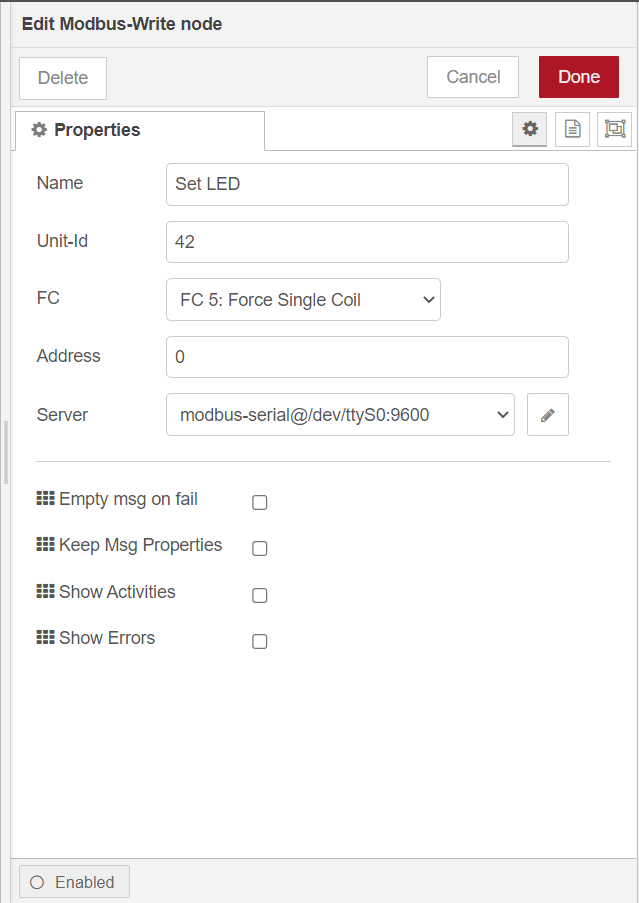 Edit Modbus-Write node
Delete
Cancel
Done
Properties
Name
Set LED
Unit-Id
42
FC
FC 5: Force Single Coil
Address
0
Server
modbus-serial@/dev/ttyS0:9600
Empty msg on fail
Keep Msg Properties
Show Activities
Show Errors
Enabled